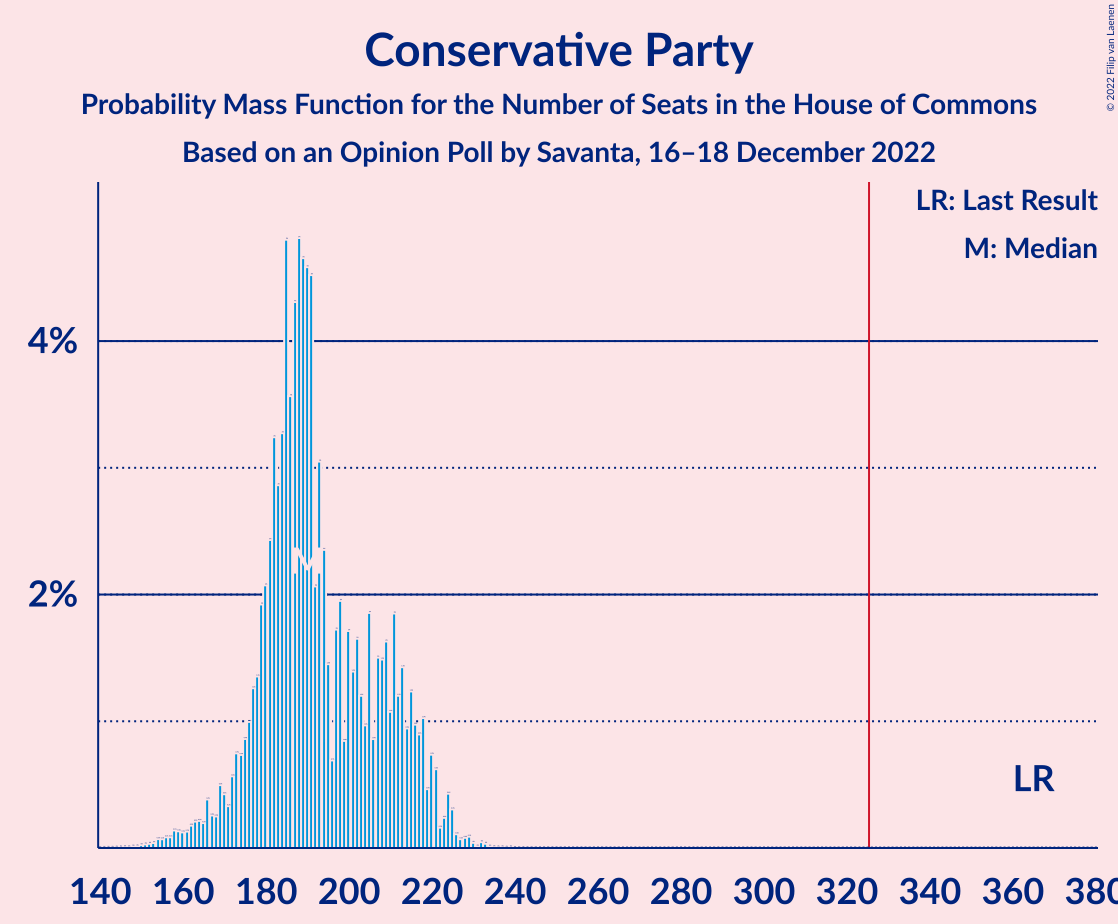 Conservative Party
Probability Mass Function for the Number of Seats in the House of Commons
Based on an Opinion Poll by Savanta, 16–18 December 2022
© 2022 Filip van Laenen
LR: Last Result
M: Median
4%
2%
M
LR
140 160 180 200 220 240 260 280 300 320 340 360 380